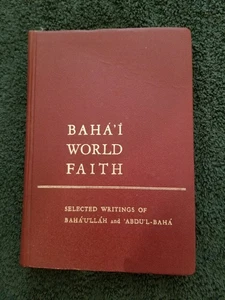 BAHÁ'Í
WORLD
FAITH
SELECTED WRITINGS OF
BAHÁ'U'LLÁH and 'ABDU'L-BAHÁ